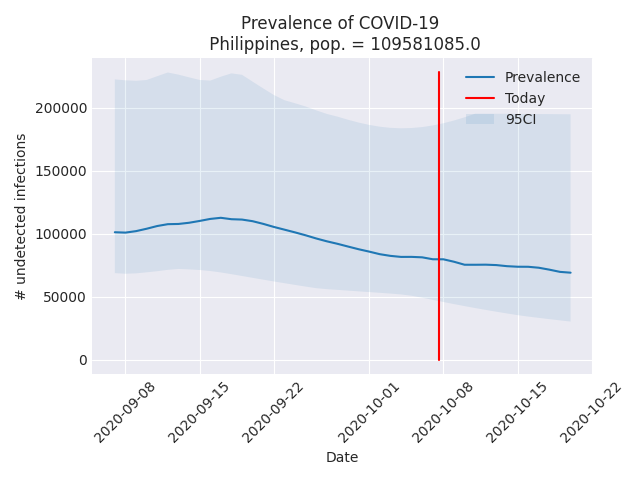 Prevalence of COVID-19
Philippines, pop. = 109581085.0
Prevalence
Today
95CI
# undetected infections
200000
150000
100000
50000
0
2020-09-08
2020-09-15
2020-09-22
2020-10-01
2020-10-08
2020-10-15
2020-10-22
Date